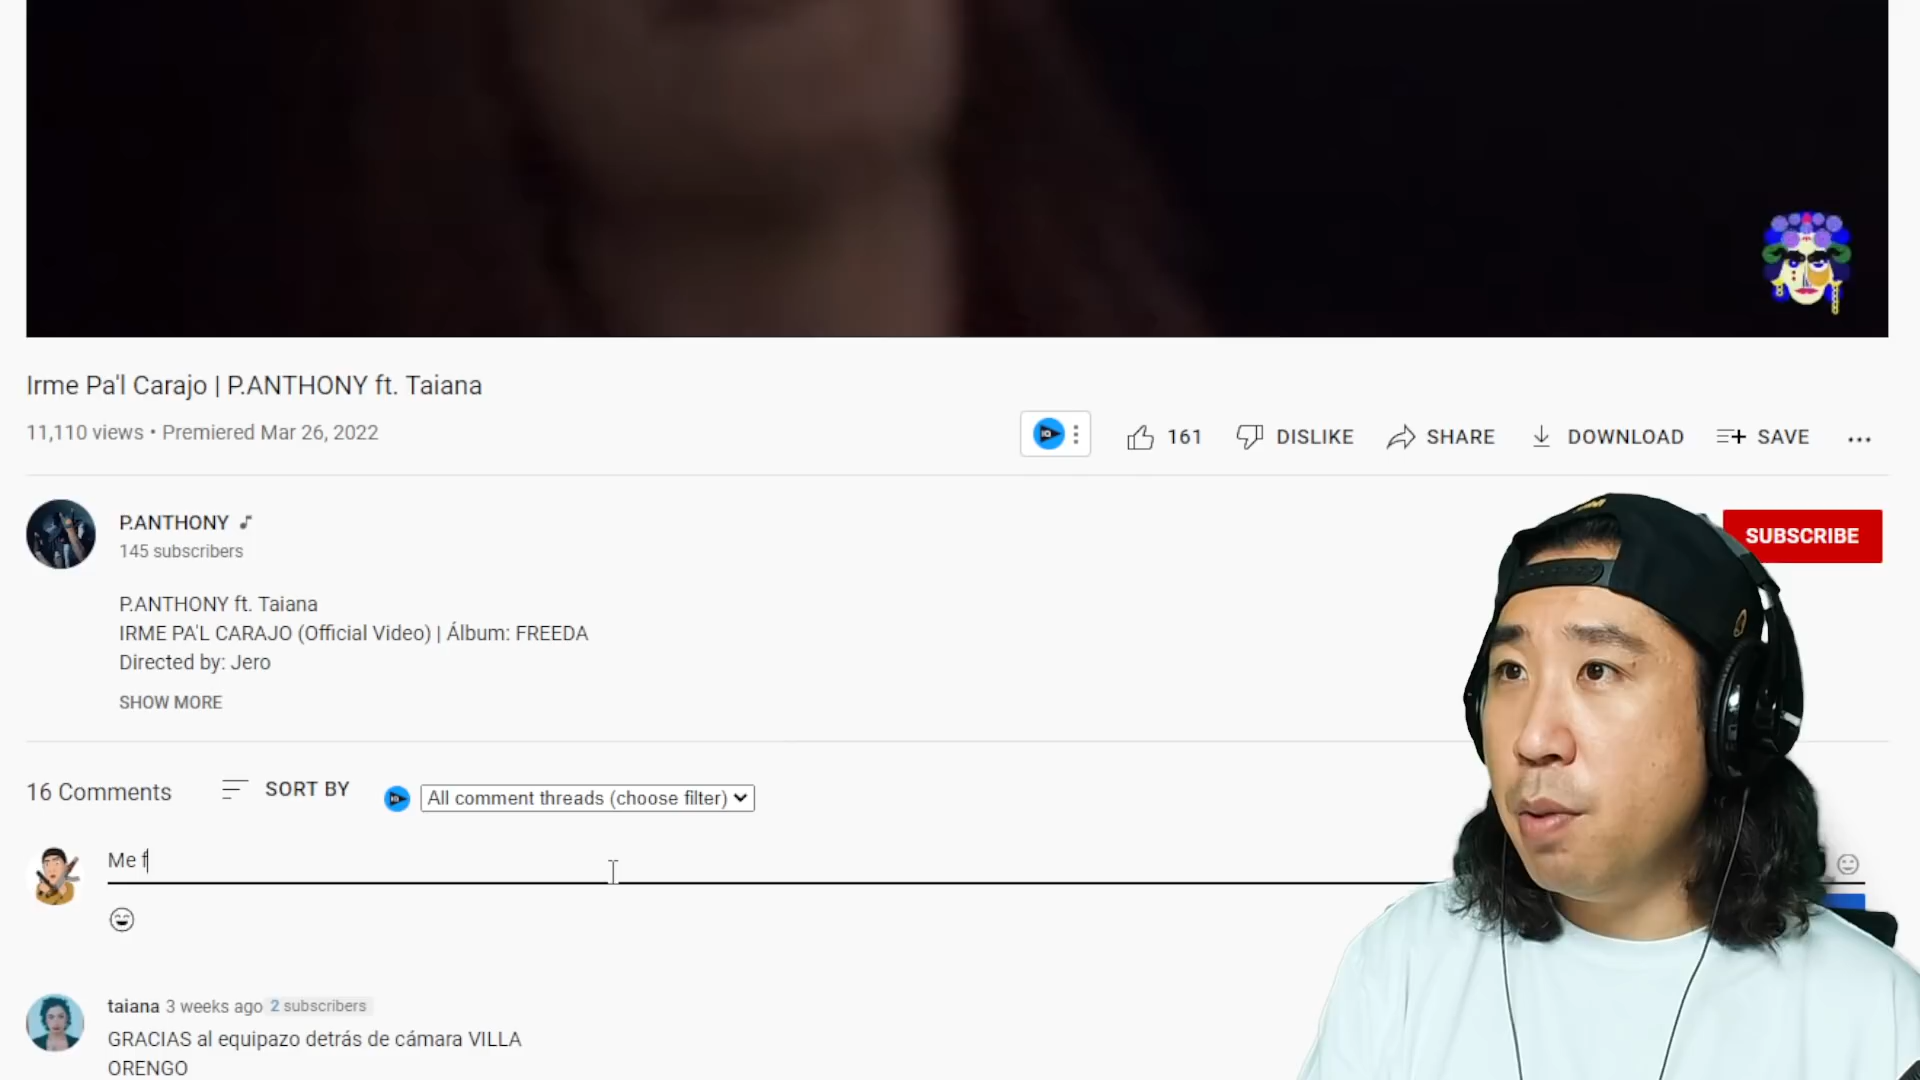 Irme Pa'l Carajo | P.ANTHONY ft. Taiana
11,110 views • Premiered Mar 26, 2022
161
DISLIKE
SHARE
DOWNLOAD
SAVE
P.ANTHONY
145 subscribers
SUBSCRIBE
P.ANTHONY ft. Taiana
IRME PA'L CARAJO (Official Video) | Álbum: FREEDA
Directed by: Jero
SHOW MORE
16 Comments
SORT BY
All comment threads (choose filter)
Me f
taiana 3 weeks ago 2 subscribers
GRACIAS al equipazo detrás de cámara VILLA
ORENGO